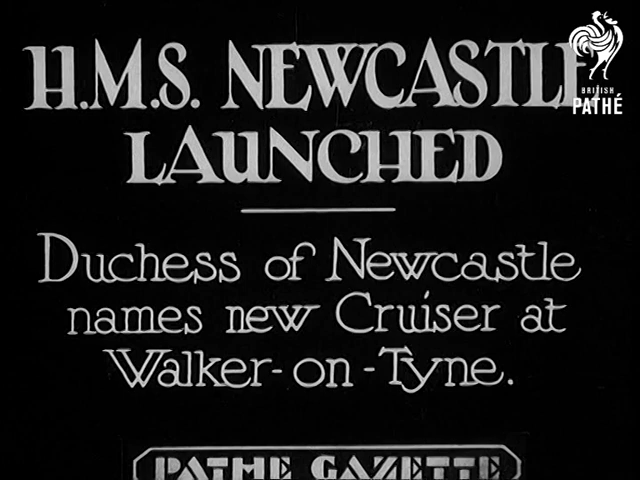 H.M.S. NEWCASTLE
LAUNCHED
Duchess of Newcastle
names new Cruiser at
Walker-on-Tyne.
PATHE GAZETTE
BRITISH
PATHÉ